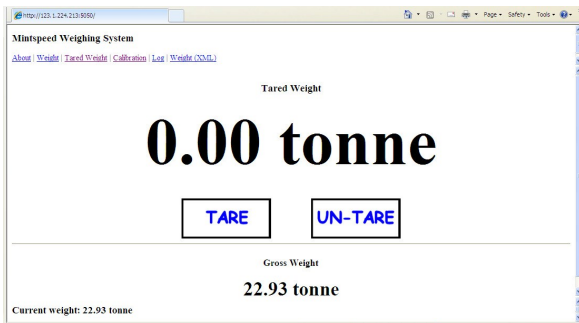 http://123.1.224.213:5050/
Page Safety Tools
Mintspeed Weighing System
About | Weight | Tared Weight | Calibration | Log | Weight (XML)
Tared Weight
0.00 tonne
TARE UN-TARE
Gross Weight
22.93 tonne
Current weight: 22.93 tonne